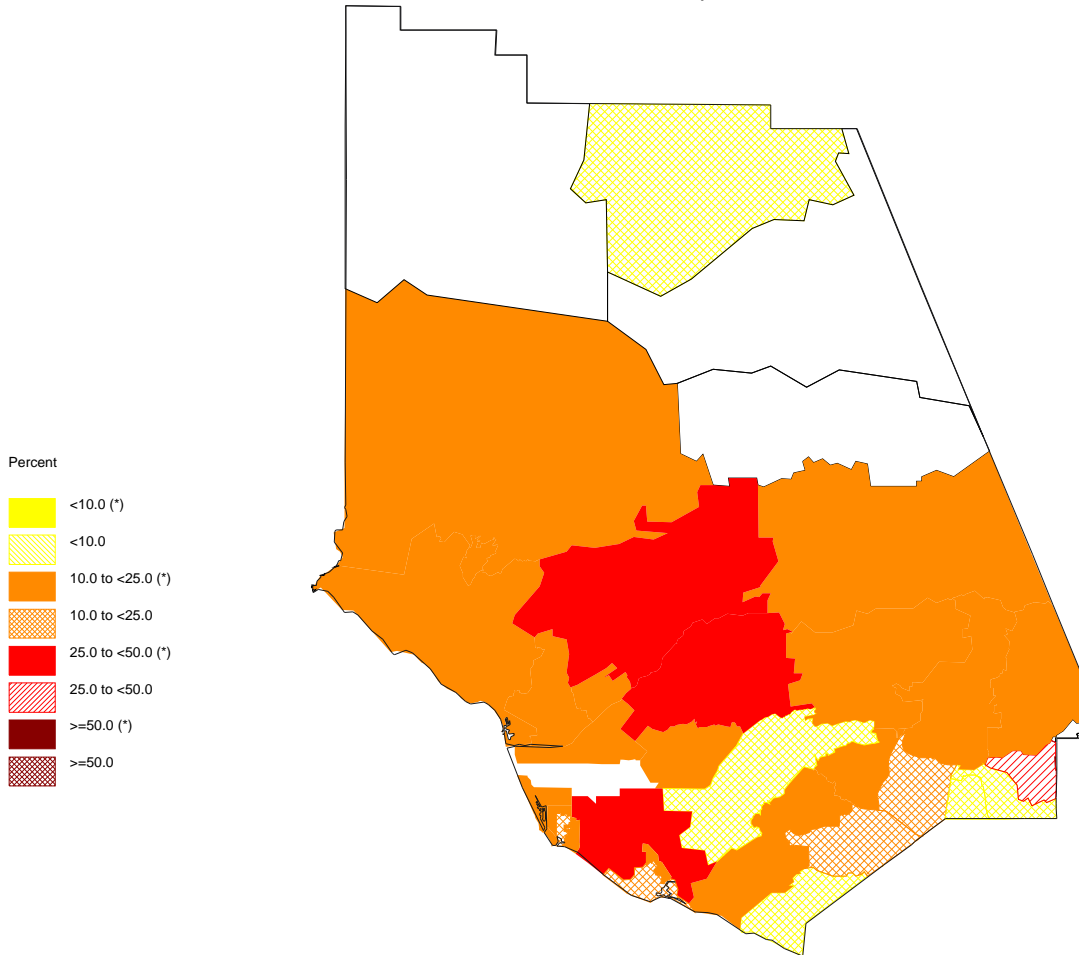 Percent
<10.0 (*)
<10.0
10.0 to <25.0 (*)
10.0 to <25.0
25.0 to <50.0 (*)
25.0 to <50.0
>=50.0 (*)
>=50.0